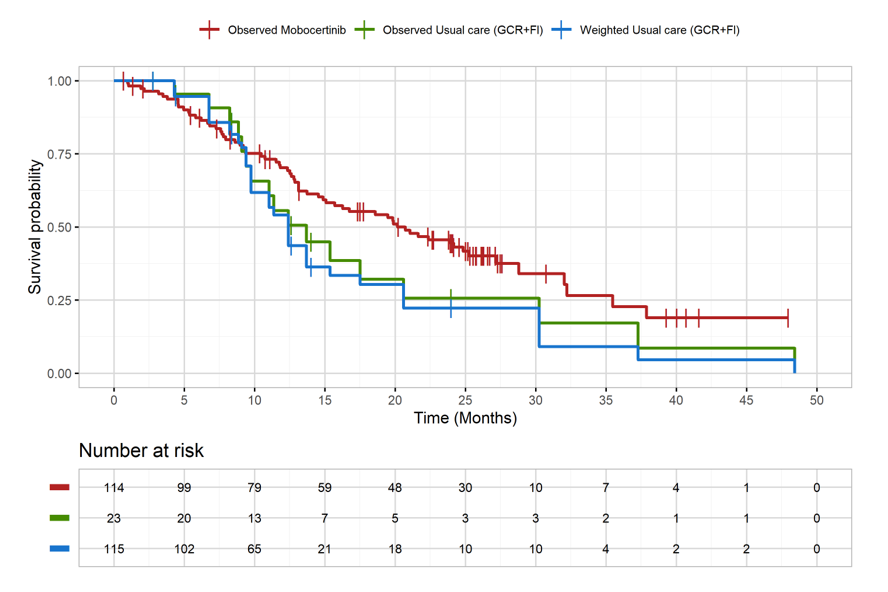 Observed Mobocertinib Observed Usual care (GCR+FI) Weighted Usual care (GCR+FI)
Survival probability
1.00
0.75
0.50
0.25
0.00
0 5 10 15 20 25 30 35 40 45 50
Time (Months)
Number at risk
114 99 79 59 48 30 10 7 4 1 0
23 20 13 7 5 3 3 2 1 1 0
115 102 65 21 18 10 10 4 2 2 0